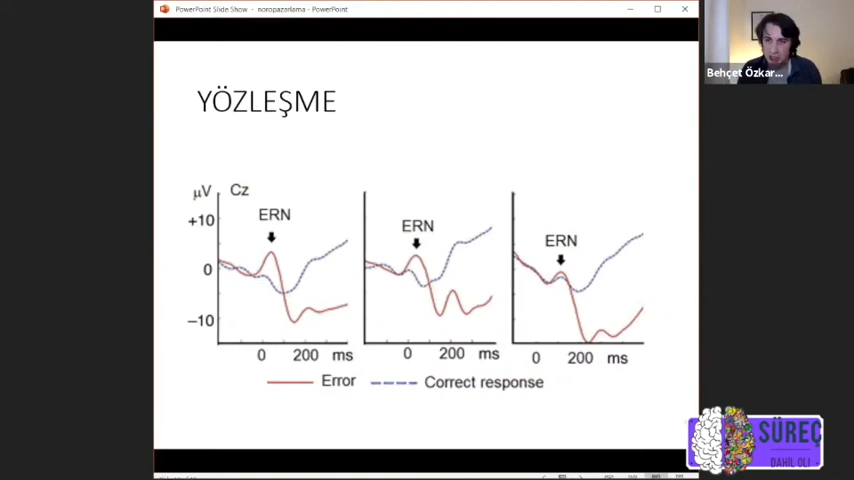 PowerPoint Slide Show - noropazarlama - PowerPoint
Behçet Özkar...
YÖZLEŞME
μV Cz
+10
0
−10
ERN
ERN
ERN
0 200 ms
0 200 ms
0 200 ms
Error Correct response
SÜREÇ
DAHİL OL!